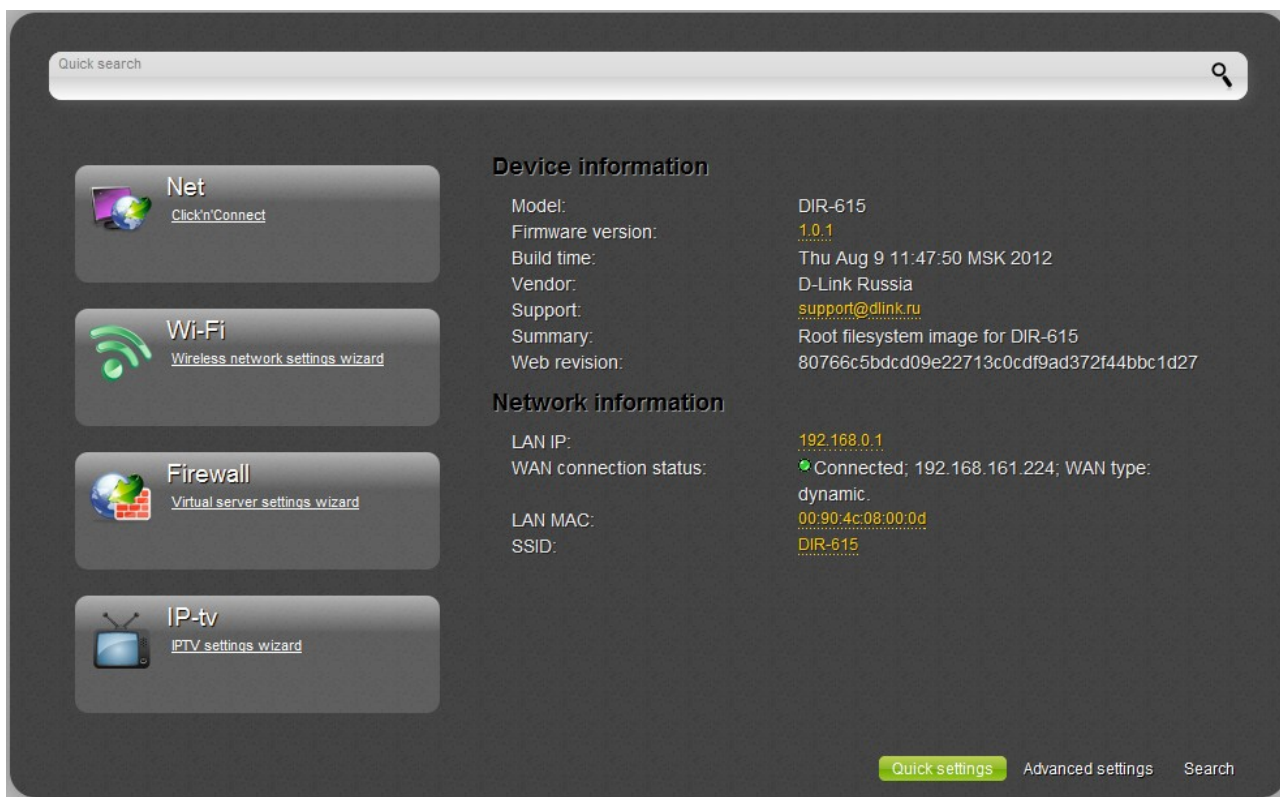 Quick search
Net
Click'n'Connect
Wi-Fi
Wireless network settings wizard
Firewall
Virtual server settings wizard
IP-tv
IPTV settings wizard
Device information
Model: DIR-615
Firmware version: 1.0.1
Build time: Thu Aug 9 11:47:50 MSK 2012
Vendor: D-Link Russia
Support: support@dlink.ru
Summary: Root filesystem image for DIR-615
Web revision: 80766c5bdcd09e22713c0cdf9ad372f44bbc1d27
Network information
LAN IP: 192.168.0.1
WAN connection status: Connected; 192.168.161.224; WAN type:
dynamic.
LAN MAC: 00:90:4c:08:00:0d
SSID: DIR-615
Quick settings Advanced settings Search